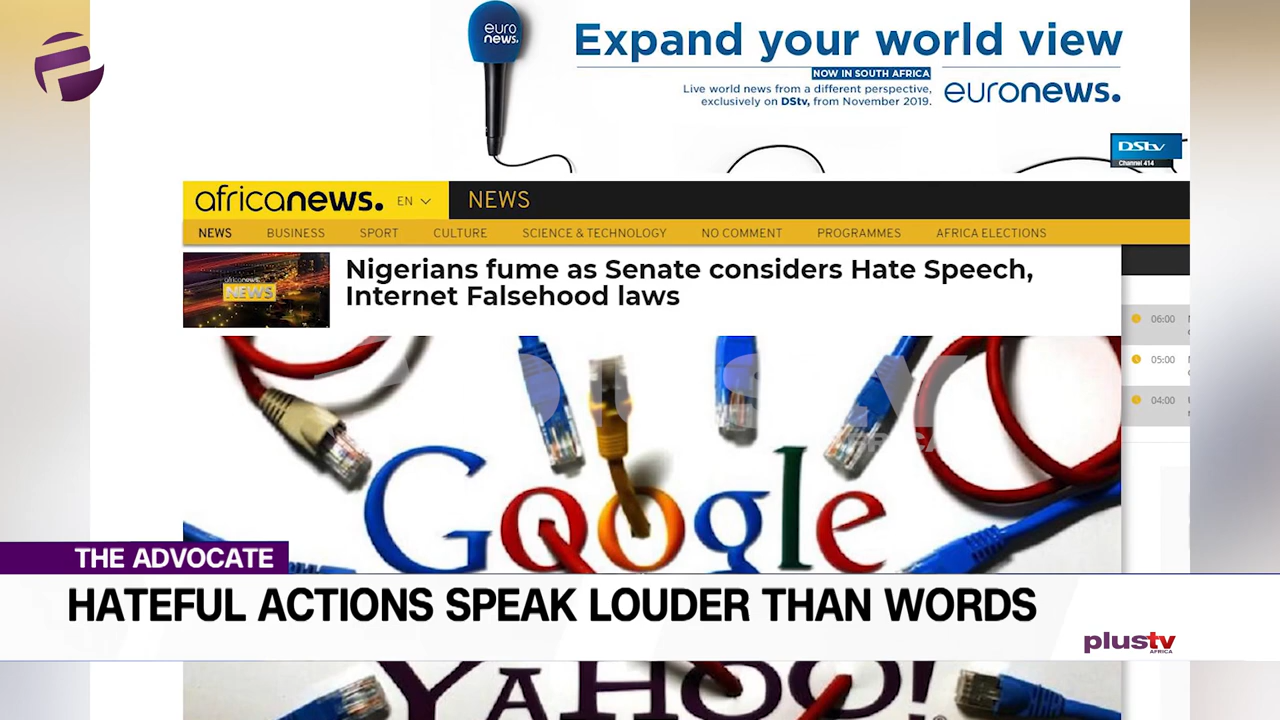 euro
news.
Expand your world view
NOW IN SOUTH AFRICA
Live world news from a different perspective,
exclusively on DStv, from November 2019.
euronews.
DStv
Channel 414
africanews.
EN
NEWS
NEWS BUSINESS SPORT CULTURE SCIENCE & TECHNOLOGY NO COMMENT PROGRAMMES AFRICA ELECTIONS
africanews.
NEWS
Nigerians fume as Senate considers Hate Speech,
Internet Falsehood laws
06:00
05:00
04:00
plustv
AFRICA
Google
THE ADVOCATE
HATEFUL ACTIONS SPEAK LOUDER THAN WORDS
plustv
AFRICA
YAHOO!